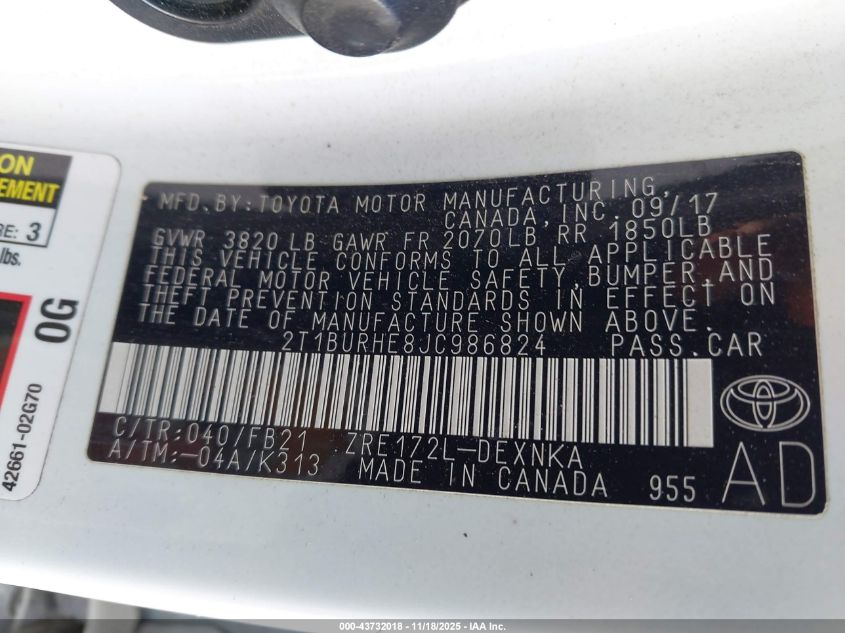 MFD. BY: TOYOTA MOTOR MANUFACTURING,
CANADA, INC. 09/17
GVWR 3820 LB GAWR FR 2070LB RR 1850LB
THIS VEHICLE CONFORMS TO ALL APPLICABLE
FEDERAL MOTOR VEHICLE SAFETY, BUMPER, AND
THEFT PREVENTION STANDARDS IN EFFECT ON
THE DATE OF MANUFACTURE SHOWN ABOVE.
2T1BURHE8JC986824 PASS. CAR
C/TR: 040/FB21 ZRE172L-DEXNKA
A/TM: -04A/K313 MADE IN CANADA 955 AD
ION
EMENT
RE: 3
lbs.
0G
42661-02G70
000-43732018 - 11/18/2025 - IAA Inc.